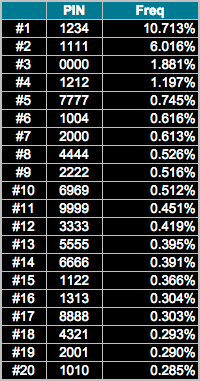 PIN Freq
#1 1234 10.713%
#2 1111 6.016%
#3 0000 1.881%
#4 1212 1.197%
#5 7777 0.745%
#6 1004 0.616%
#7 2000 0.613%
#8 4444 0.526%
#9 2222 0.516%
#10 6969 0.512%
#11 9999 0.451%
#12 3333 0.419%
#13 5555 0.395%
#14 6666 0.391%
#15 1122 0.366%
#16 1313 0.304%
#17 8888 0.303%
#18 4321 0.293%
#19 2001 0.290%
#20 1010 0.285%